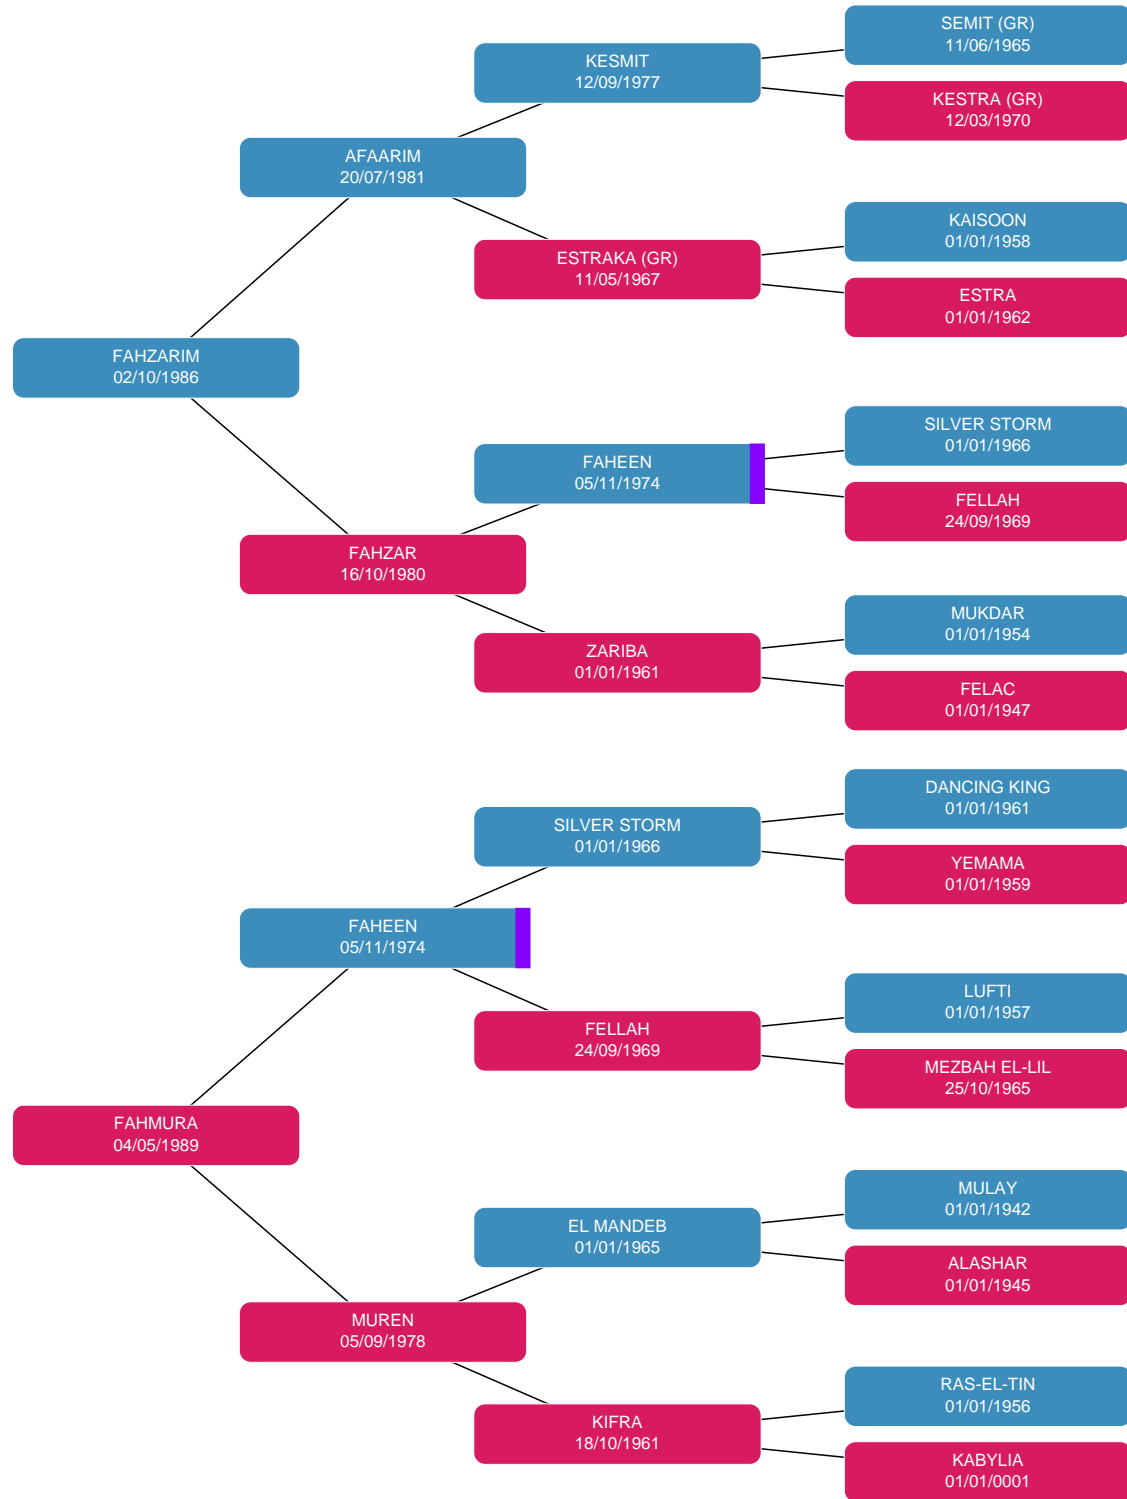 SEMIT (GR)
11/06/1965
KESMIT
12/09/1977
KESTRA (GR)
12/03/1970
AFAARIM
20/07/1981
KAISOON
01/01/1958
ESTRAKA (GR)
11/05/1967
ESTRA
01/01/1962
FAHZARIM
02/10/1986
SILVER STORM
01/01/1966
FAHEEN
05/11/1974
FELLAH
24/09/1969
FAHZAR
16/10/1980
MUKDAR
01/01/1954
ZARIBA
01/01/1961
FELAC
01/01/1947
DANCING KING
01/01/1961
SILVER STORM
01/01/1966
YEMAMA
01/01/1959
FAHEEN
05/11/1974
LUFTI
01/01/1957
FELLAH
24/09/1969
MEZBAH EL-LIL
25/10/1965
FAHMURA
04/05/1989
MULAY
01/01/1942
EL MANDEB
01/01/1965
ALASHAR
01/01/1945
MUREN
05/09/1978
RAS-EL-TIN
01/01/1956
KIFRA
18/10/1961
KABYLIA
01/01/0001